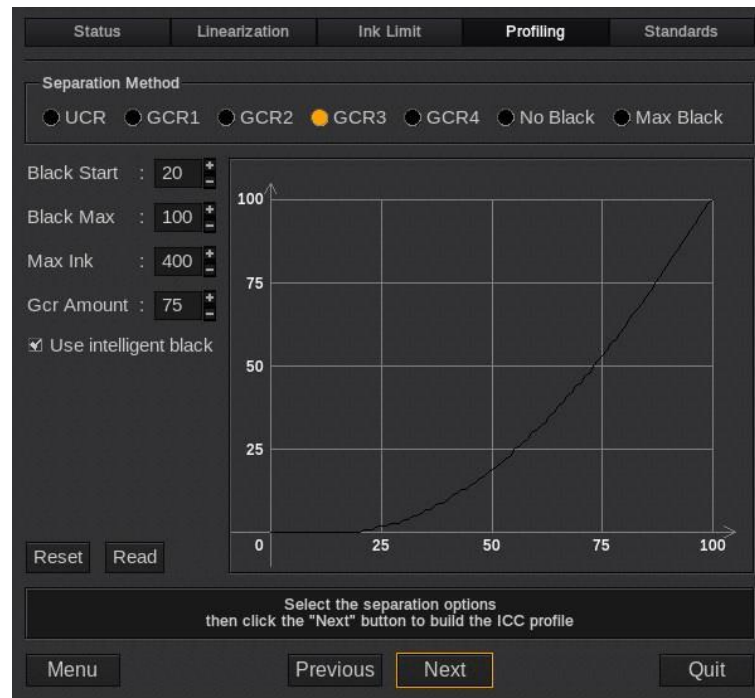 Status Linearization Ink Limit Profiling Standards
Separation Method
UCR GCR1 GCR2 GCR3 GCR4 No Black Max Black
Black Start : 20 + -
Black Max : 100 + -
Max Ink : 400 + -
Gcr Amount : 75 + -
Use intelligent black
100
75
50
25
0 25 50 75 100
Reset Read
Select the separation options
then click the "Next" button to build the ICC profile
Menu Previous Next Quit